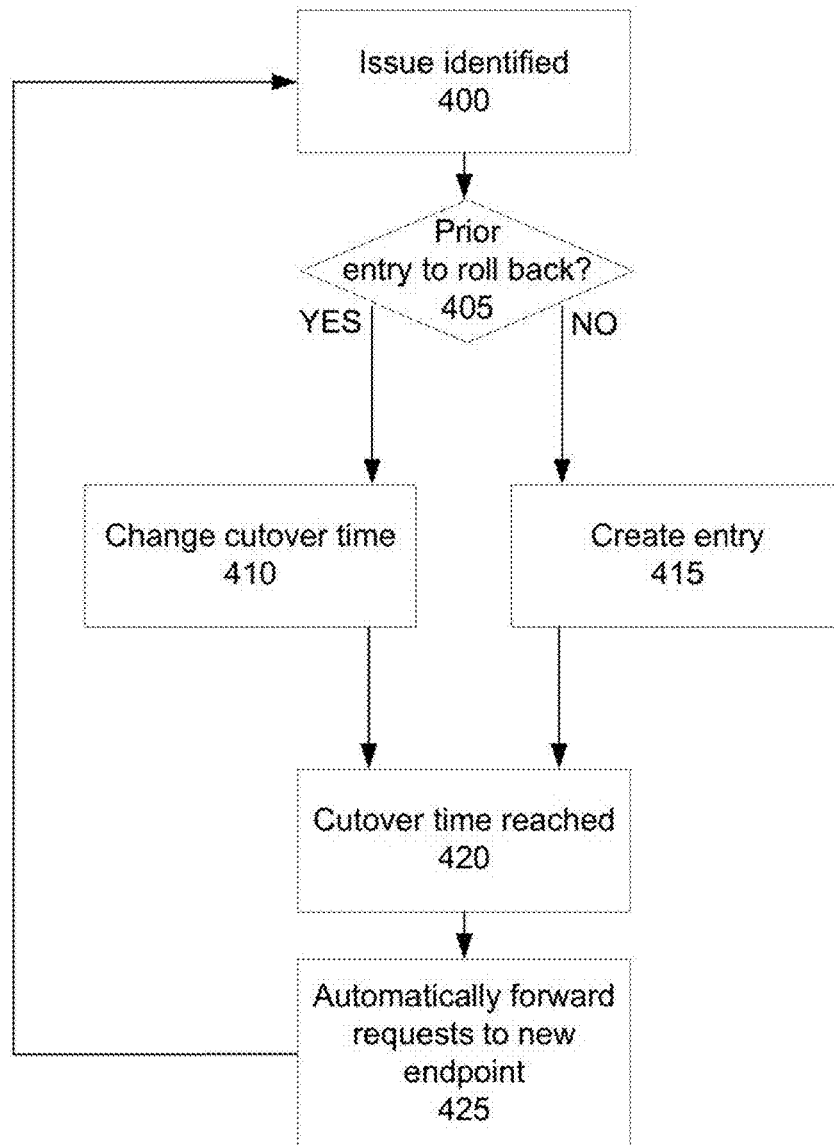 Issue identified
400
Prior
entry to roll back?
405
YES
NO
Change cutover time
410
Create entry
415
Cutover time reached
420
Automatically forward
requests to new
endpoint
425